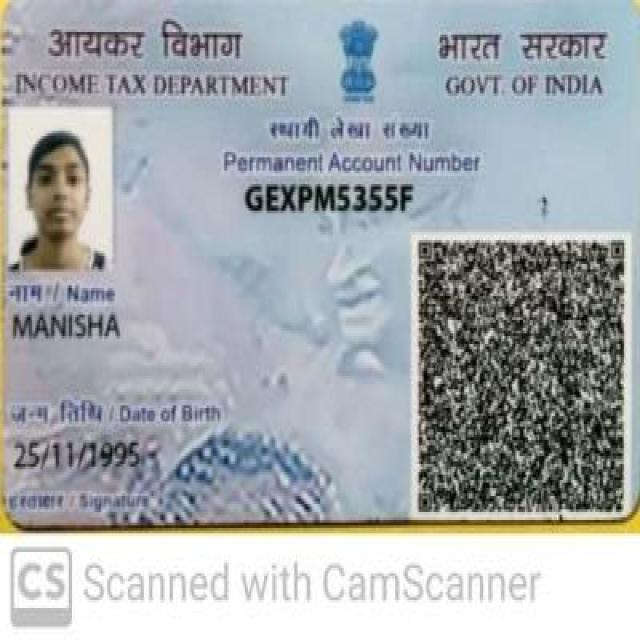 आयकर विभाग
INCOME TAX DEPARTMENT
भारत सरकार
GOVT. OF INDIA
स्थायी लेखा संख्या
Permanent Account Number
GEXPM5355F
नाम / Name
MANISHA
जन्म तिथि / Date of Birth
25/11/1995
हस्ताक्षर / Signature
CS Scanned with CamScanner